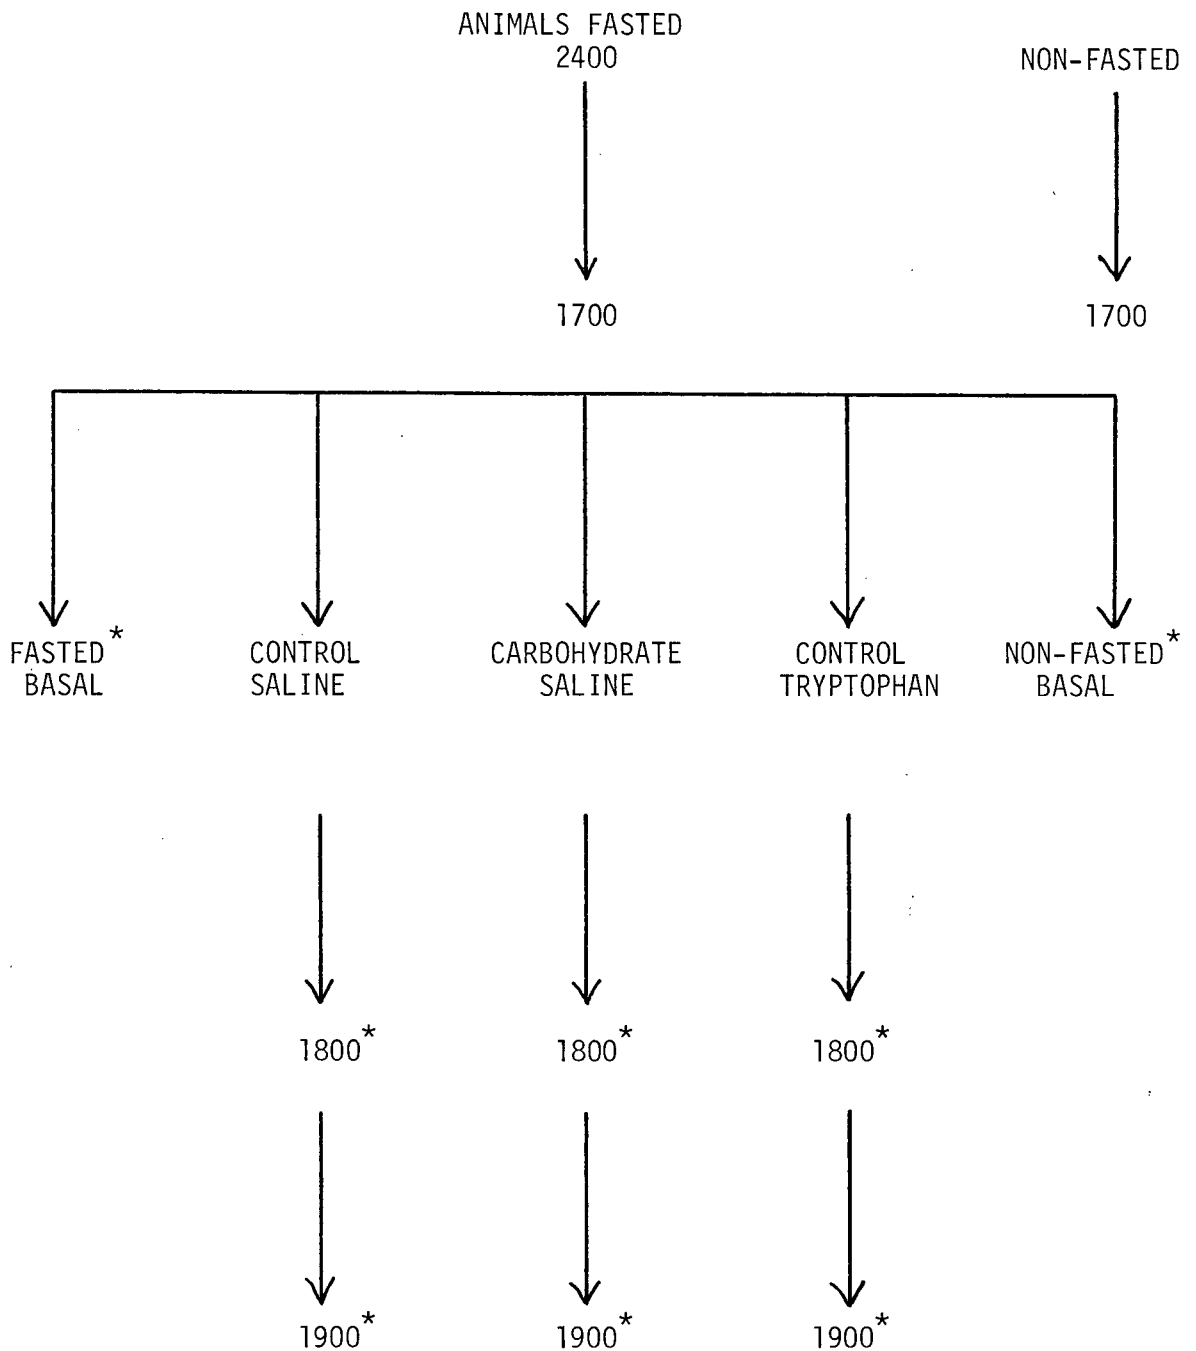 ANIMALS FASTED
2400
NON-FASTED
1700
1700
FASTED*
BASAL
CONTROL
SALINE
CARBOHYDRATE
SALINE
CONTROL
TRYPTOPHAN
NON-FASTED*
BASAL
1800*
1800*
1800*
1900*
1900*
1900*